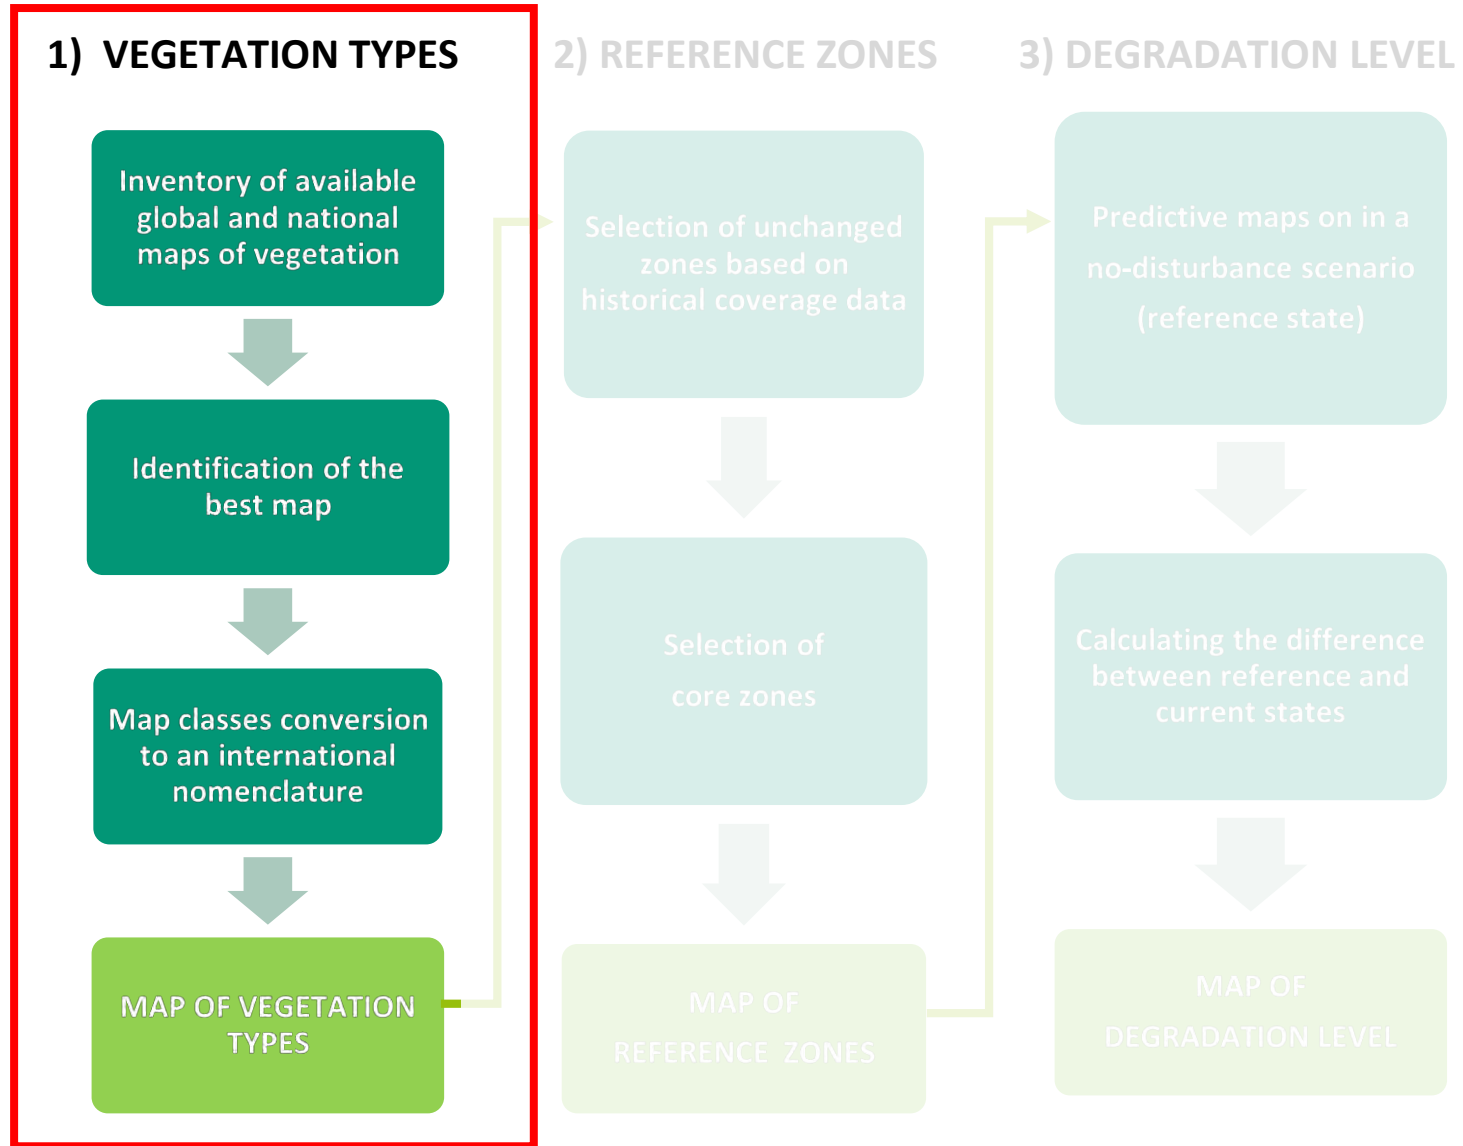 1) VEGETATION TYPES
Inventory of available
global and national
maps of vegetation
Identification of the
best map
Map classes conversion
to an international
nomenclature
MAP OF VEGETATION
TYPES
2) REFERENCE ZONES
Selection of unchanged
zones based on
historical coverage data
Selection of
core zones
MAP OF
REFERENCE ZONES
3) DEGRADATION LEVEL
Predictive maps on in a
no-disturbance scenario
(reference state)
Calculating the difference
between reference and
current states
MAP OF
DEGRADATION LEVEL